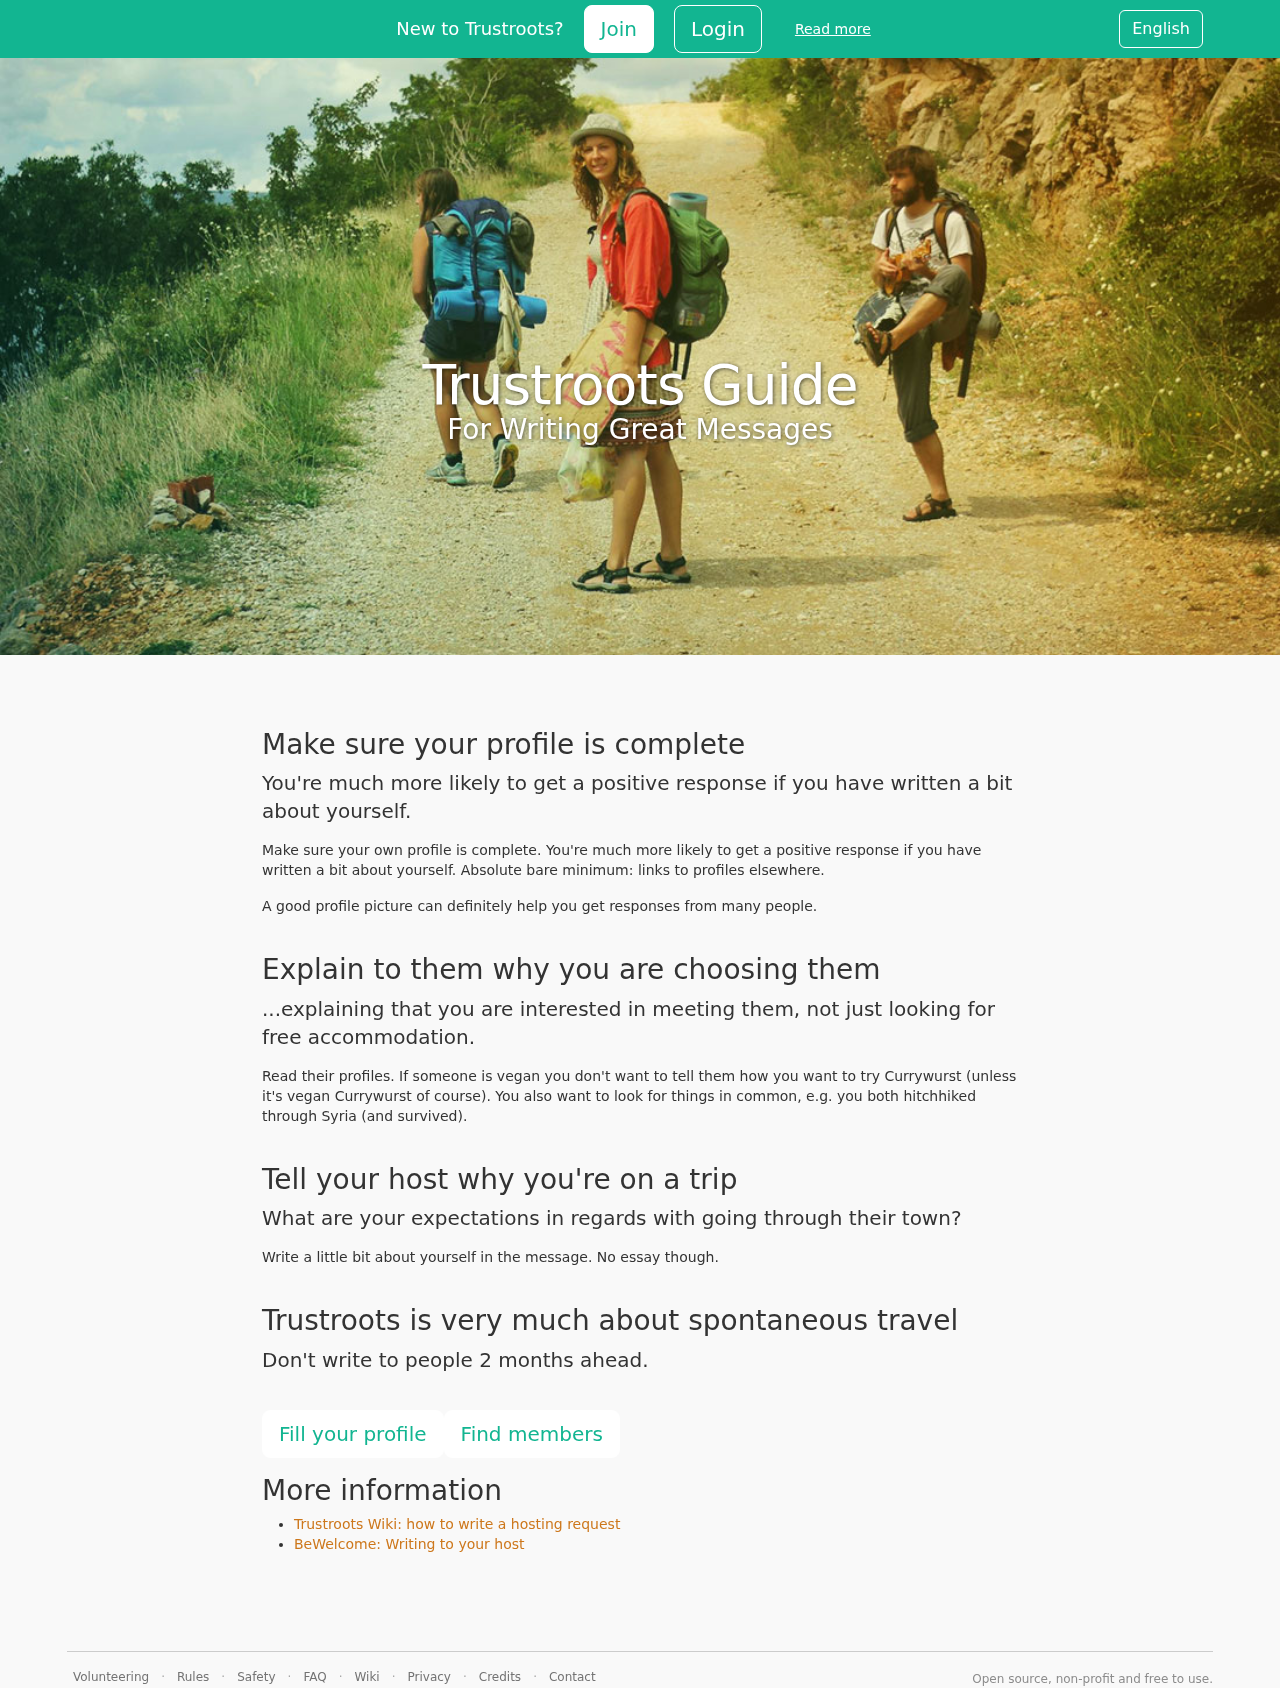 New to Trustroots? Join Login Read more English
Trustroots Guide
For Writing Great Messages
Make sure your profile is complete
You're much more likely to get a positive response if you have written a bit
about yourself.
Make sure your own profile is complete. You're much more likely to get a positive response if you have
written a bit about yourself. Absolute bare minimum: links to profiles elsewhere.
A good profile picture can definitely help you get responses from many people.
Explain to them why you are choosing them
...explaining that you are interested in meeting them, not just looking for
free accommodation.
Read their profiles. If someone is vegan you don't want to tell them how you want to try Currywurst (unless
it's vegan Currywurst of course). You also want to look for things in common, e.g. you both hitchhiked
through Syria (and survived).
Tell your host why you're on a trip
What are your expectations in regards with going through their town?
Write a little bit about yourself in the message. No essay though.
Trustroots is very much about spontaneous travel
Don't write to people 2 months ahead.
Fill your profile Find members
More information
• Trustroots Wiki: how to write a hosting request
• BeWelcome: Writing to your host
Volunteering · Rules · Safety · FAQ · Wiki · Privacy · Credits · Contact
Open source, non-profit and free to use.